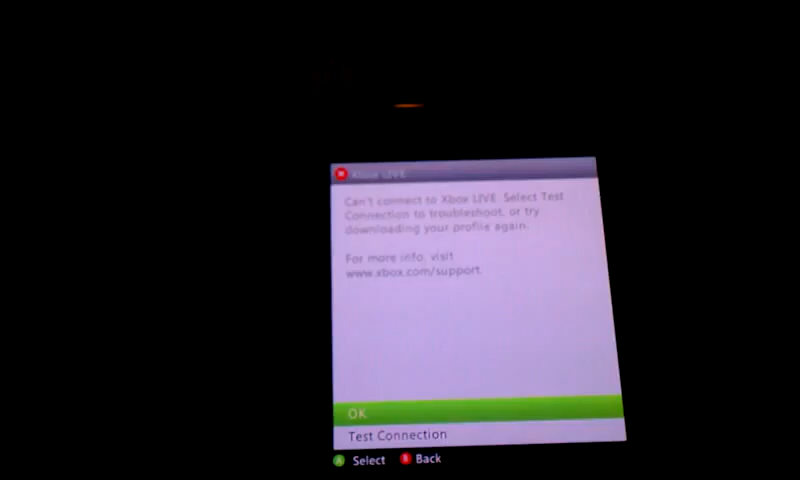 Xbox LIVE
Can't connect to Xbox LIVE. Select Test
Connection to troubleshoot, or try
downloading your profile again.
For more info, visit
www.xbox.com/support.
OK
Test Connection
A Select B Back